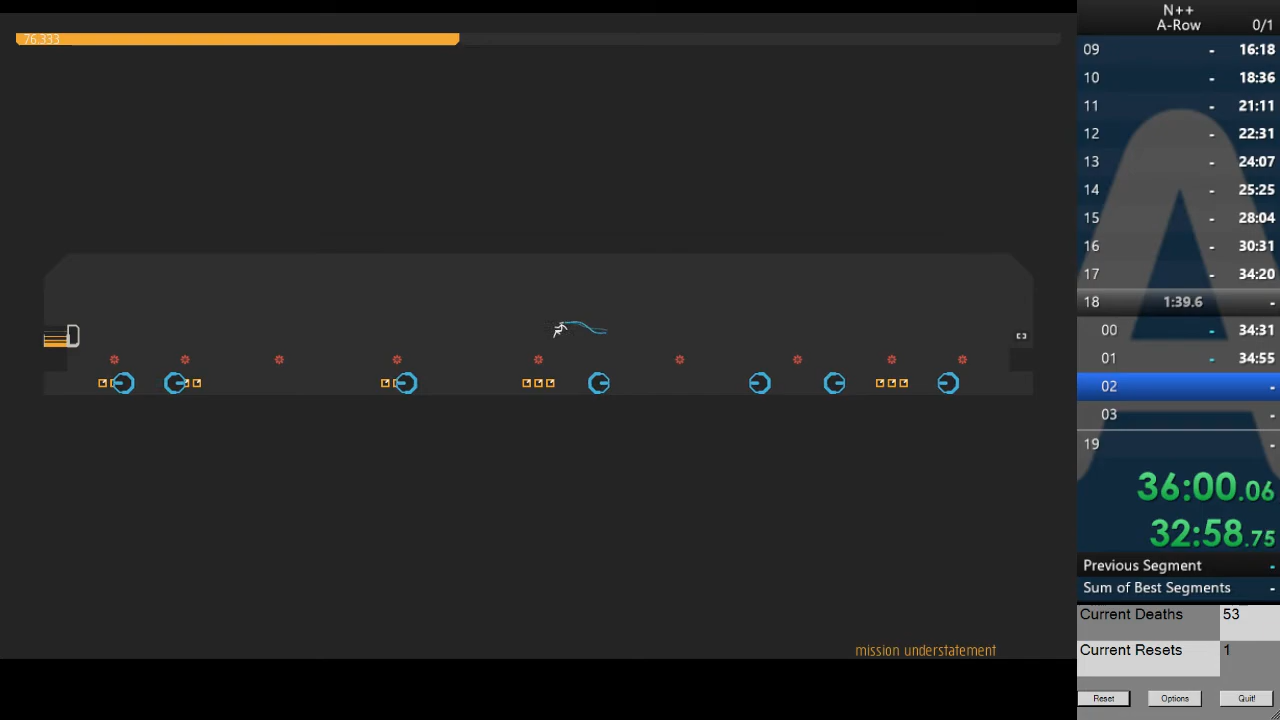 76.333
mission understatement
N++
A-Row 0/1
09 - 16:18
10 - 18:36
11 - 21:11
12 - 22:31
13 - 24:07
14 - 25:25
15 - 28:04
16 - 30:31
17 - 34:20
18 1:39.6 -
00 - 34:31
01 - 34:55
02 -
03 -
19 -
36:00.06
32:58.75
Previous Segment -
Sum of Best Segments -
Current Deaths 53
Current Resets 1
Reset Options Quit!